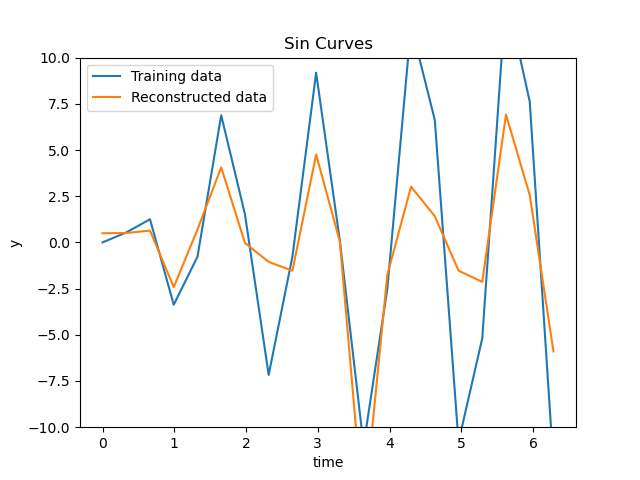 Sin Curves
Training data
Reconstructed data
10.0
7.5
5.0
2.5
0.0
−2.5
−5.0
−7.5
−10.0
y
0 1 2 3 4 5 6
time